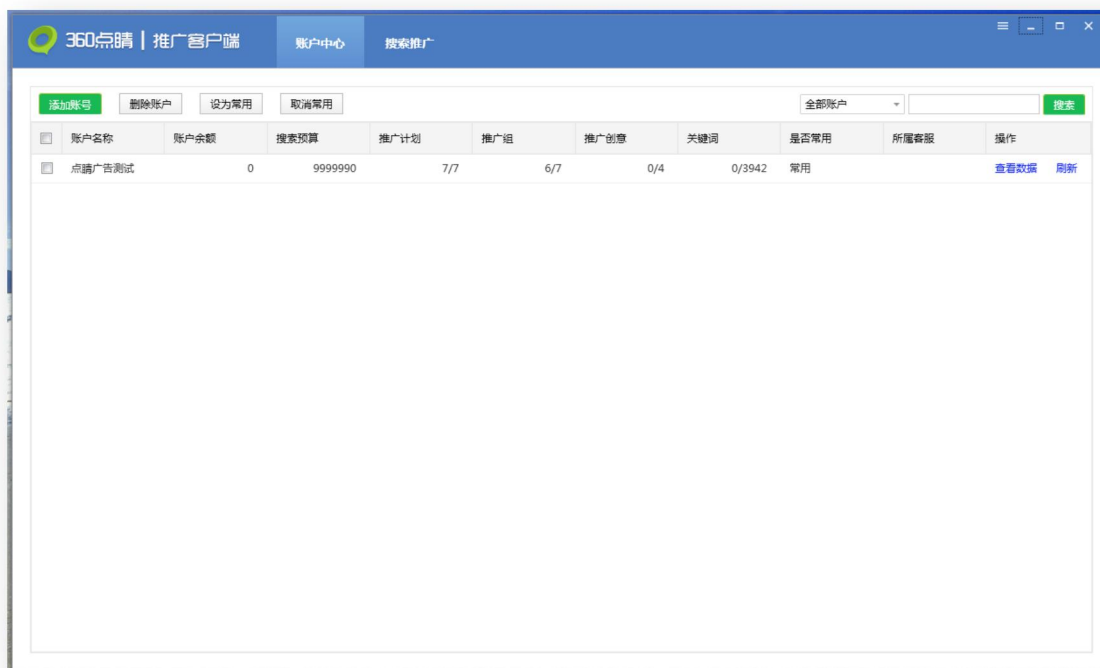 360点睛 | 推广客户端 账户中心 搜索推广
添加账号 删除账户 设为常用 取消常用 全部账户 搜索
账户名称 账户余额 搜索预算 推广计划 推广组 推广创意 关键词 是否常用 所属客服 操作
点睛广告测试 0 9999990 7/7 6/7 0/4 0/3942 常用 查看数据 刷新